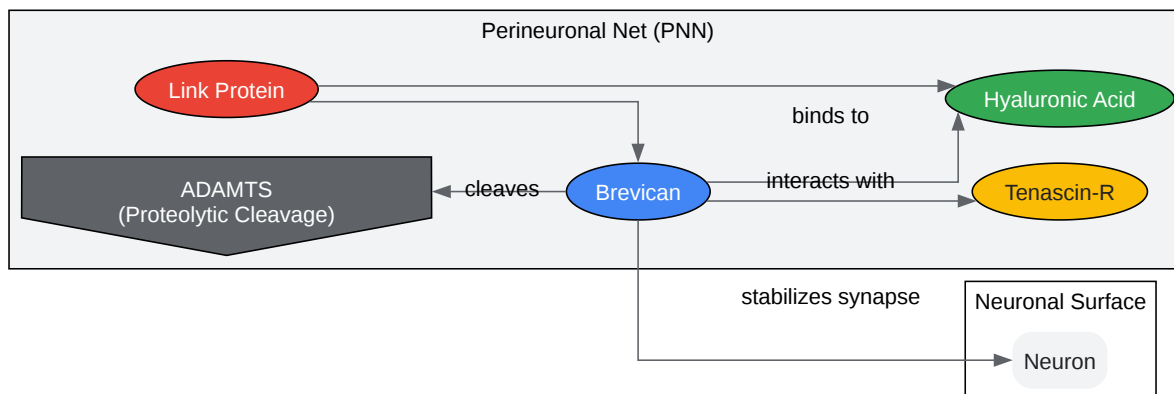 Perineuronal Net (PNN)
Link Protein
Hyaluronic Acid
binds to
ADAMTS
(Proteolytic Cleavage)
cleaves
Brevican
interacts with
Tenascin-R
stabilizes synapse
Neuronal Surface
Neuron